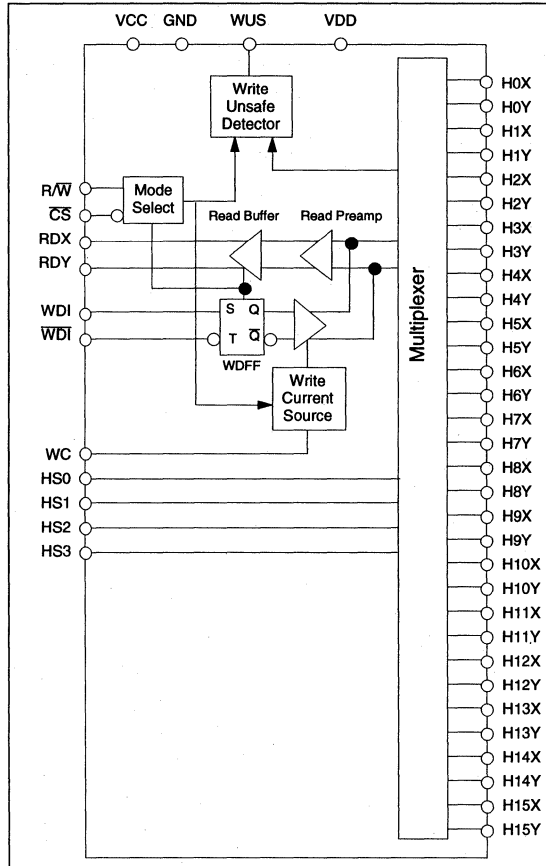 VCC GND WUS VDD
Write
Unsafe
Detector
R/W̅
C̅S̅
RDX
RDY
WDI
W̅D̅I̅
WC
HS0
HS1
HS2
HS3
Mode
Select
Read Buffer Read Preamp
S Q
T Q̅
WDFF
Write
Current
Source
Multiplexer
H0X
H0Y
H1X
H1Y
H2X
H2Y
H3X
H3Y
H4X
H4Y
H5X
H5Y
H6X
H6Y
H7X
H7Y
H8X
H8Y
H9X
H9Y
H10X
H10Y
H11X
H11Y
H12X
H12Y
H13X
H13Y
H14X
H14Y
H15X
H15Y